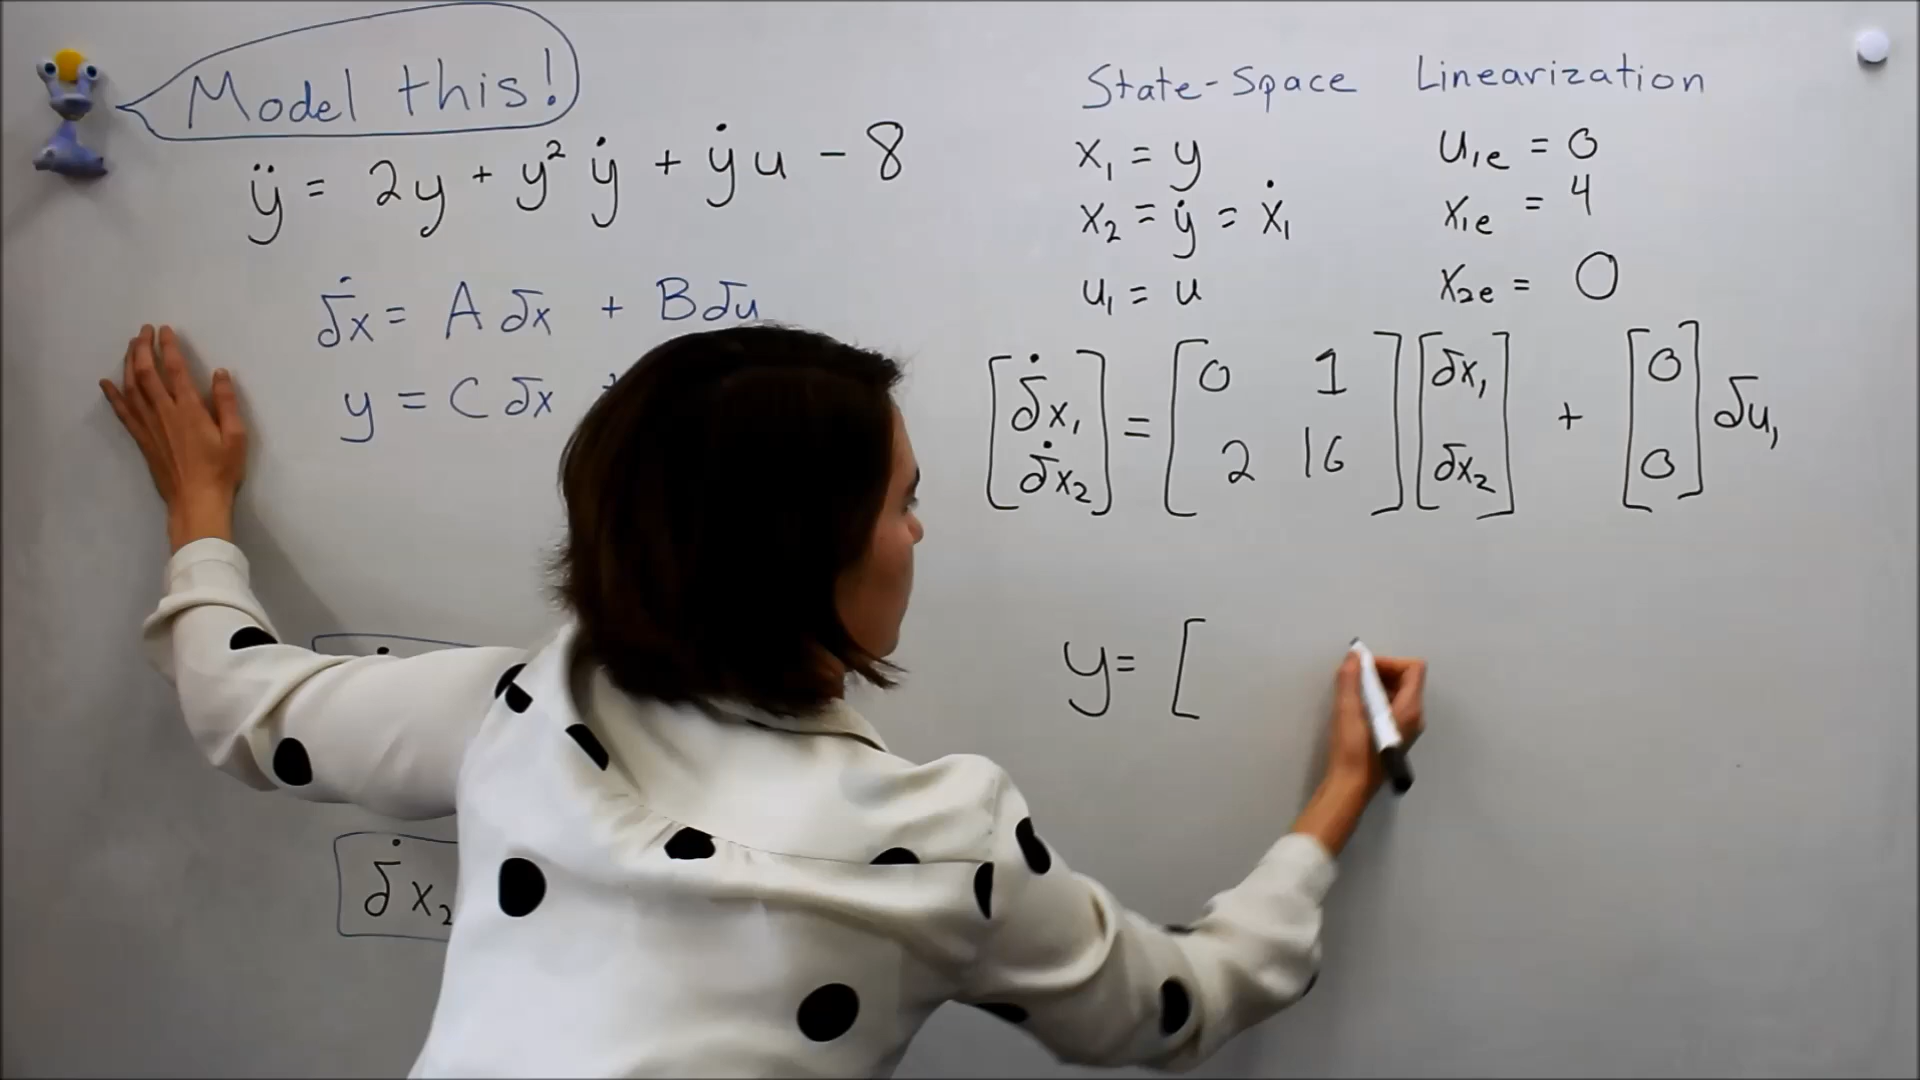 Model this!
ÿ = 2y + y² ẏ + ẏu - 8
δẋ = A δx + B δu
y = C δx
δẋ₂
State-Space Linearization
x₁ = y
u₁e = 0
x₂ = ẏ = ẋ₁
x₁e = 4
u₁ = u
x₂e = 0
[δẋ₁ δẋ₂] = [0 1 2 16] [δx₁ δx₂] + [0 0] δu₁
y = [